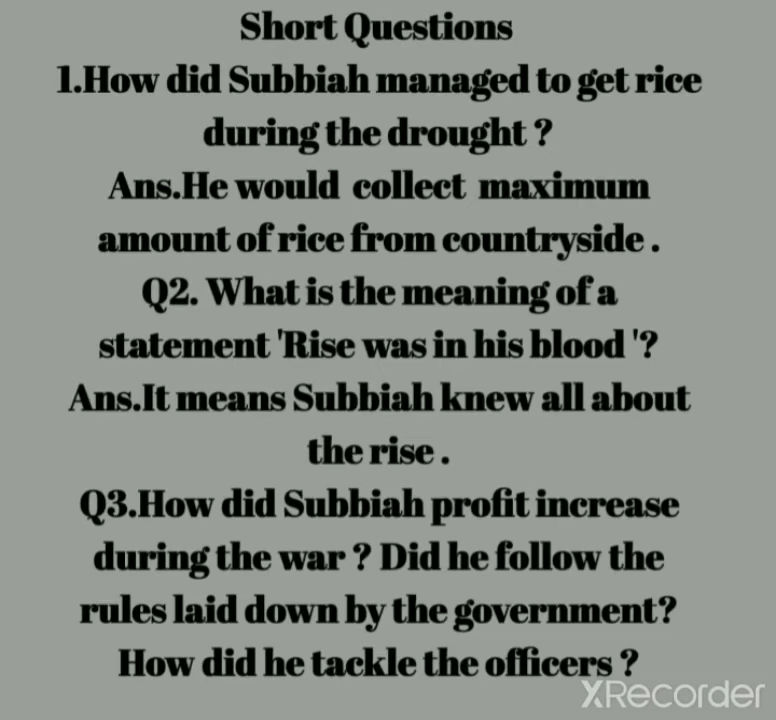 Short Questions
1.How did Subbiah managed to get rice
during the drought ?
Ans.He would collect maximum
amount of rice from countryside .
Q2. What is the meaning of a
statement 'Rise was in his blood '?
Ans.It means Subbiah knew all about
the rise .
Q3.How did Subbiah profit increase
during the war ? Did he follow the
rules laid down by the government?
How did he tackle the officers ?
XRecorder